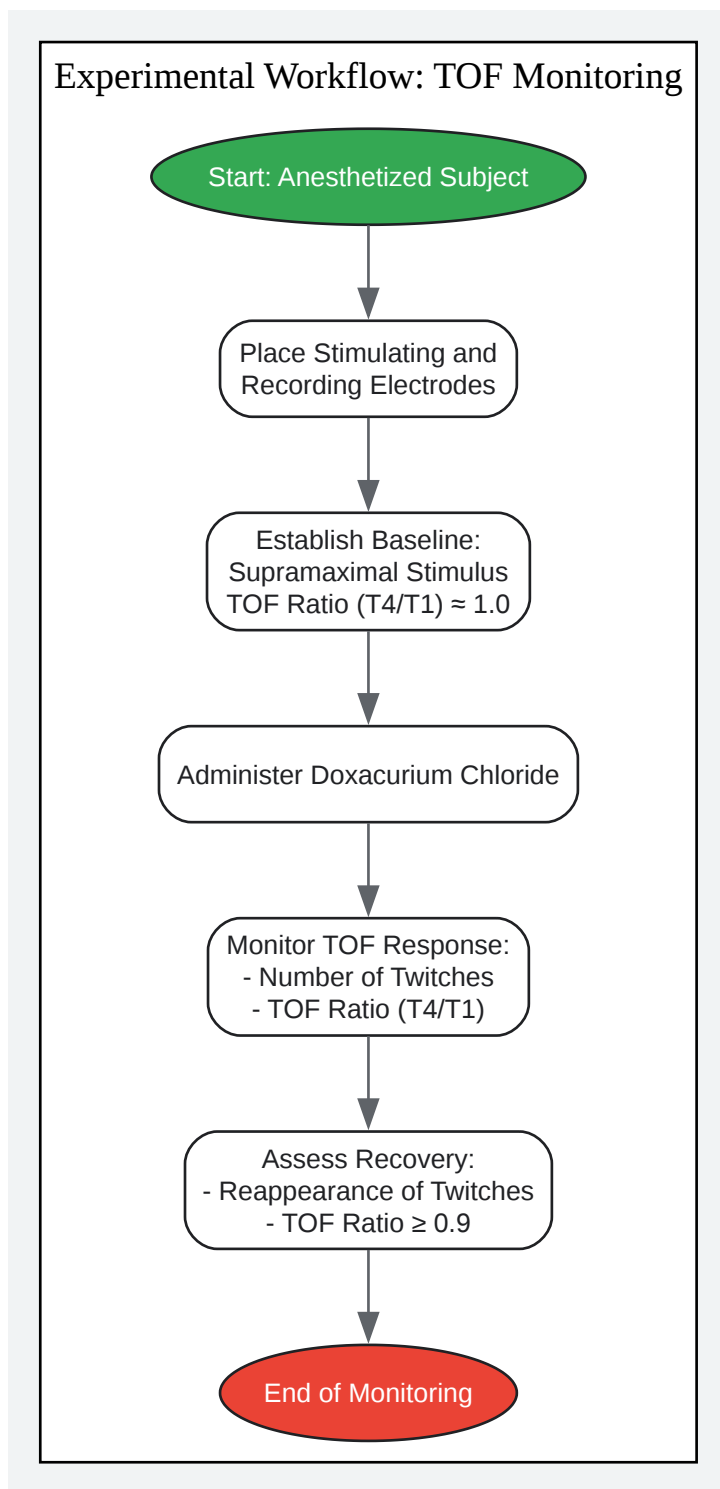 Experimental Workflow: TOF Monitoring
Start: Anesthetized Subject
Place Stimulating and
Recording Electrodes
Establish Baseline:
Supramaximal Stimulus
TOF Ratio (T4/T1) ≈ 1.0
Administer Doxacurium Chloride
Monitor TOF Response:
- Number of Twitches
- TOF Ratio (T4/T1)
Assess Recovery:
- Reappearance of Twitches
- TOF Ratio ≥ 0.9
End of Monitoring